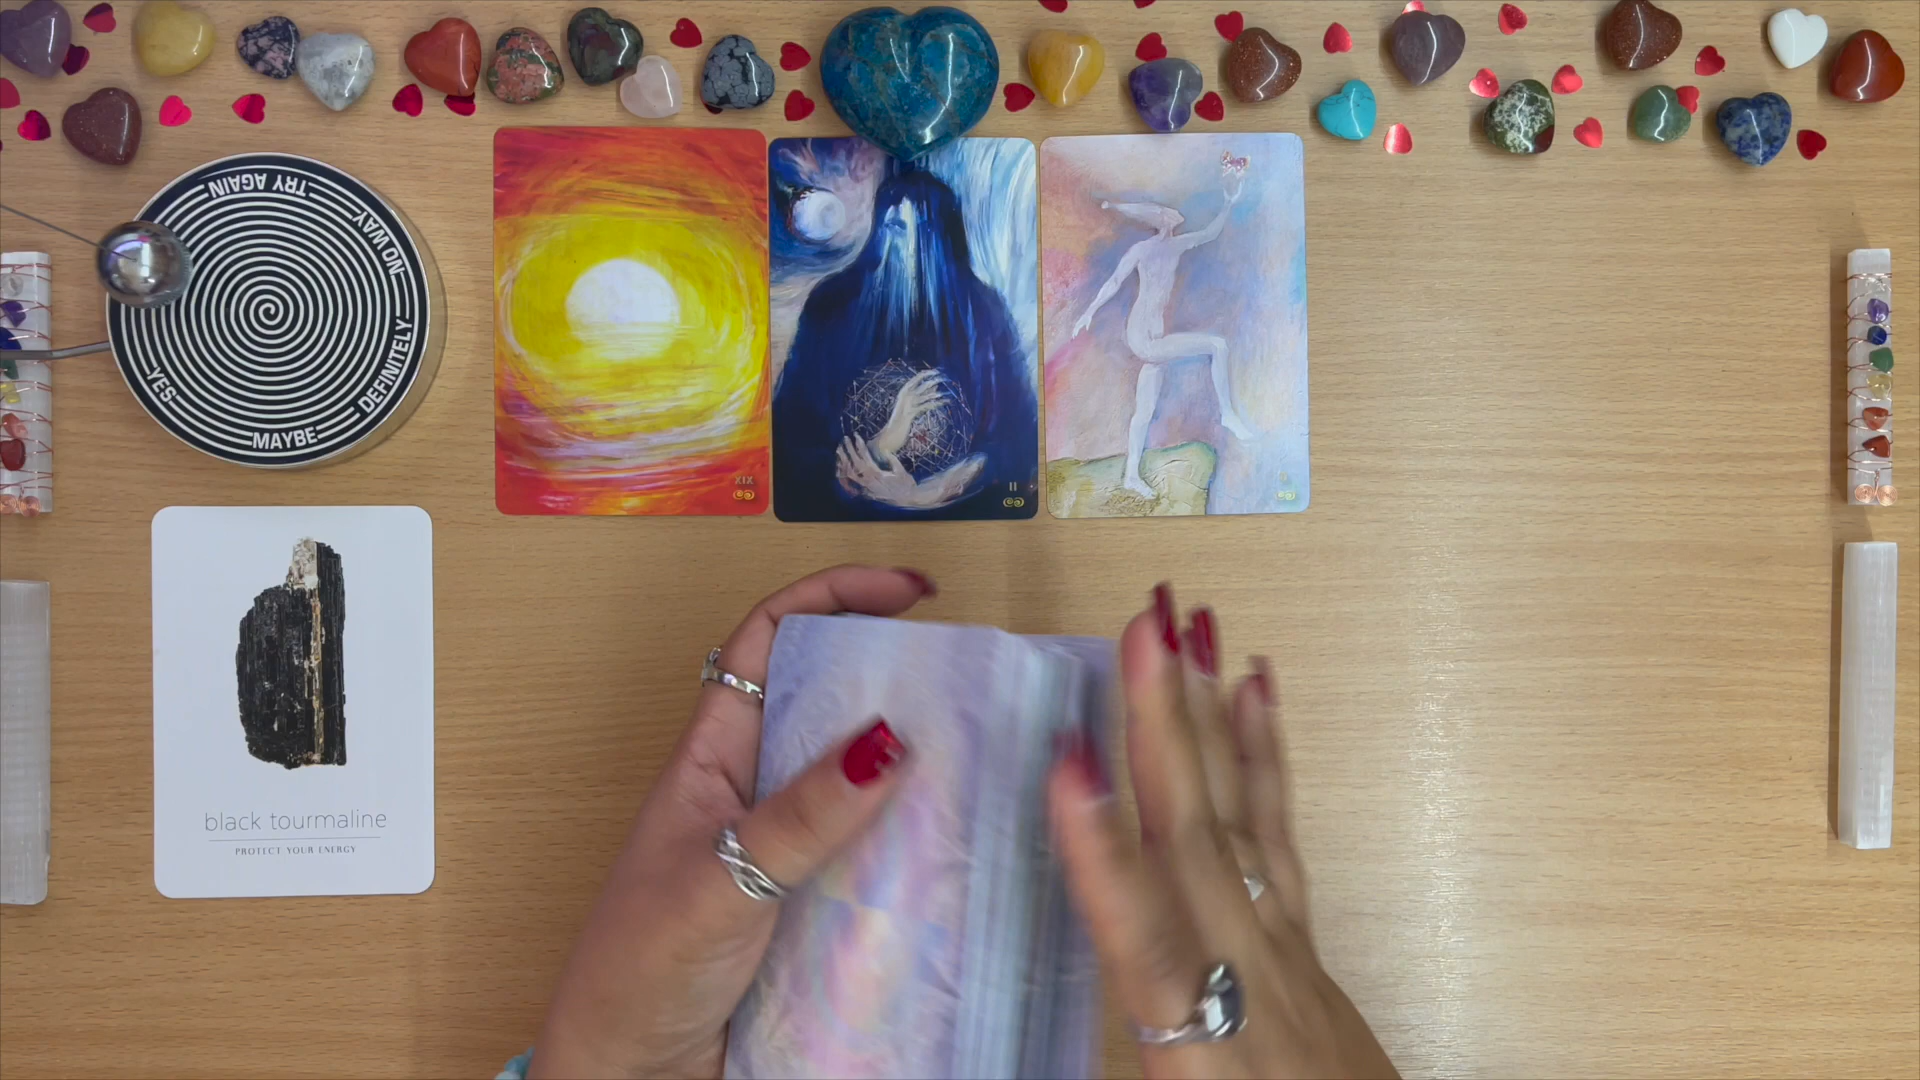 TRY AGAIN
NO WAY
DEFINITELY
MAYBE
YES
XIX
II
black tourmaline
PROTECT YOUR ENERGY